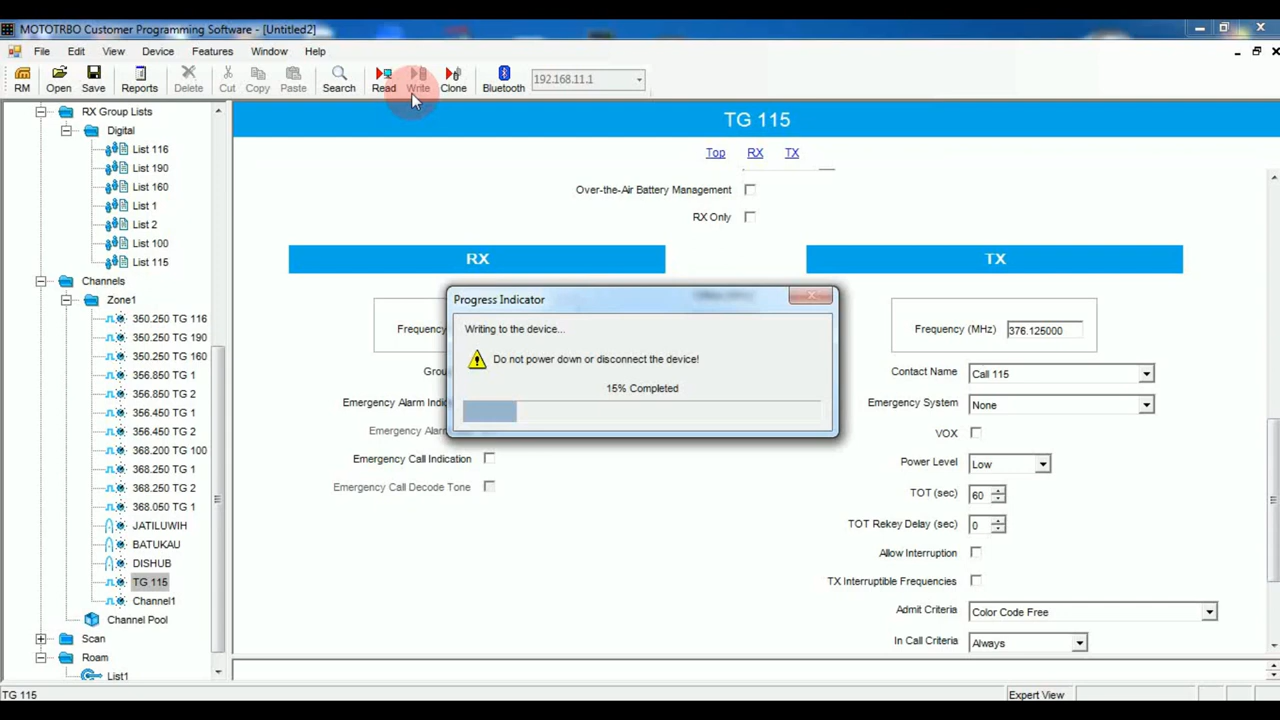 MOTOTRBO Customer Programming Software - [Untitled2]
File Edit View Device Features Window Help
RM Open Save Reports Delete Cut Copy Paste Search Read Write Clone Bluetooth 192.168.11.1
RX Group Lists
Digital
List 116
List 190
List 160
List 1
List 2
List 100
List 115
Channels
Zone1
350.250 TG 116
350.250 TG 190
350.250 TG 160
356.850 TG 1
356.850 TG 2
356.450 TG 1
356.450 TG 2
368.200 TG 100
368.250 TG 1
368.250 TG 2
368.050 TG 1
JATILUWIH
BATUKAU
DISHUB
TG 115
Channel1
Channel Pool
Scan
Roam
List1
TG 115
Top RX TX
Over-the-Air Battery Management
RX Only
RX
Emergency Call Indication
Emergency Call Decode Tone
Progress Indicator
Writing to the device...
Do not power down or disconnect the device!
15% Completed
TX
Frequency (MHz) 376.125000
Contact Name Call 115
Emergency System None
VOX
Power Level Low
TOT (sec) 60
TOT Rekey Delay (sec) 0
Allow Interruption
TX Interruptible Frequencies
Admit Criteria Color Code Free
In Call Criteria Always
TG 115
Expert View